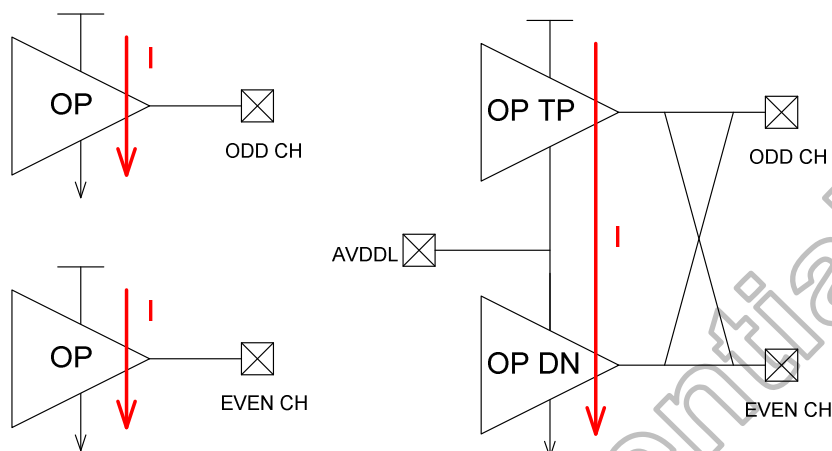 I
OP
ODD CH
I
OP
EVEN CH
OP TP
ODD CH
AVDDL
I
OP DN
EVEN CH